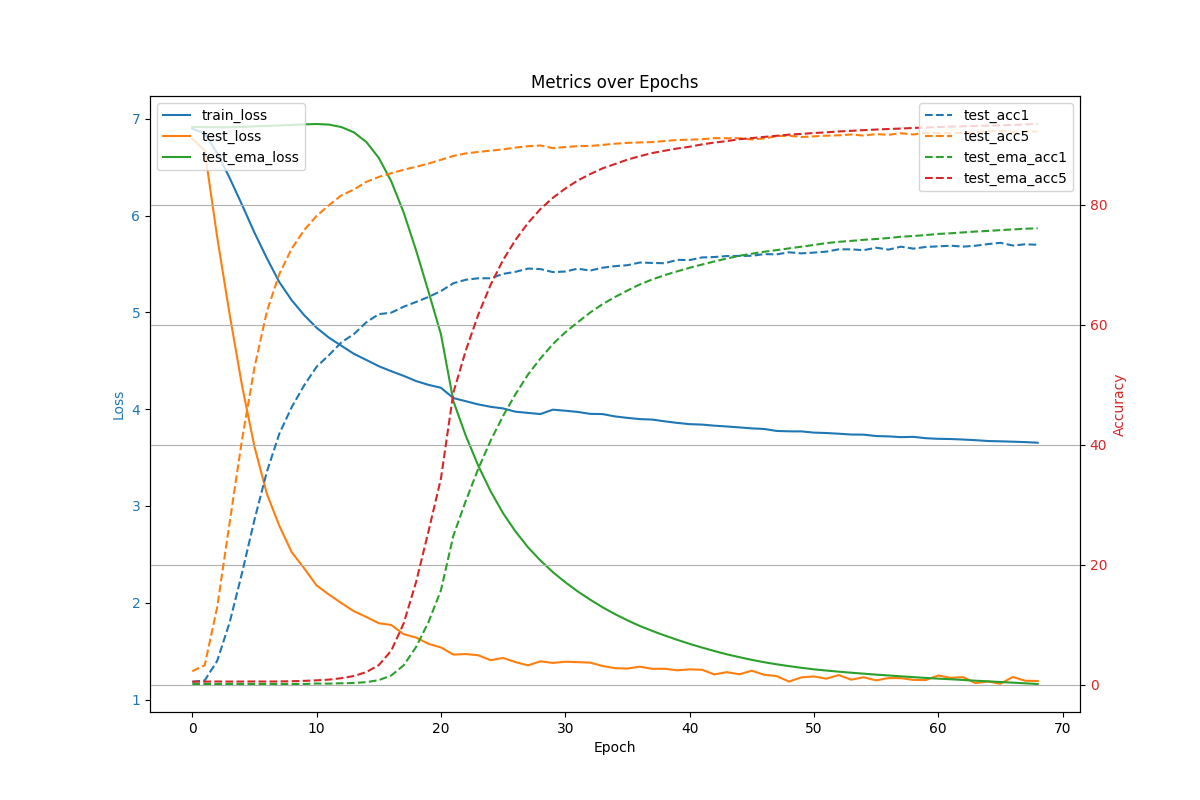 Metrics over Epochs
train_loss
test_loss
test_ema_loss
test_acc1
test_acc5
test_ema_acc1
test_ema_acc5
7
6
5
4
3
2
1
Loss
80
60
40
20
0
Accuracy
0 10 20 30 40 50 60 70
Epoch